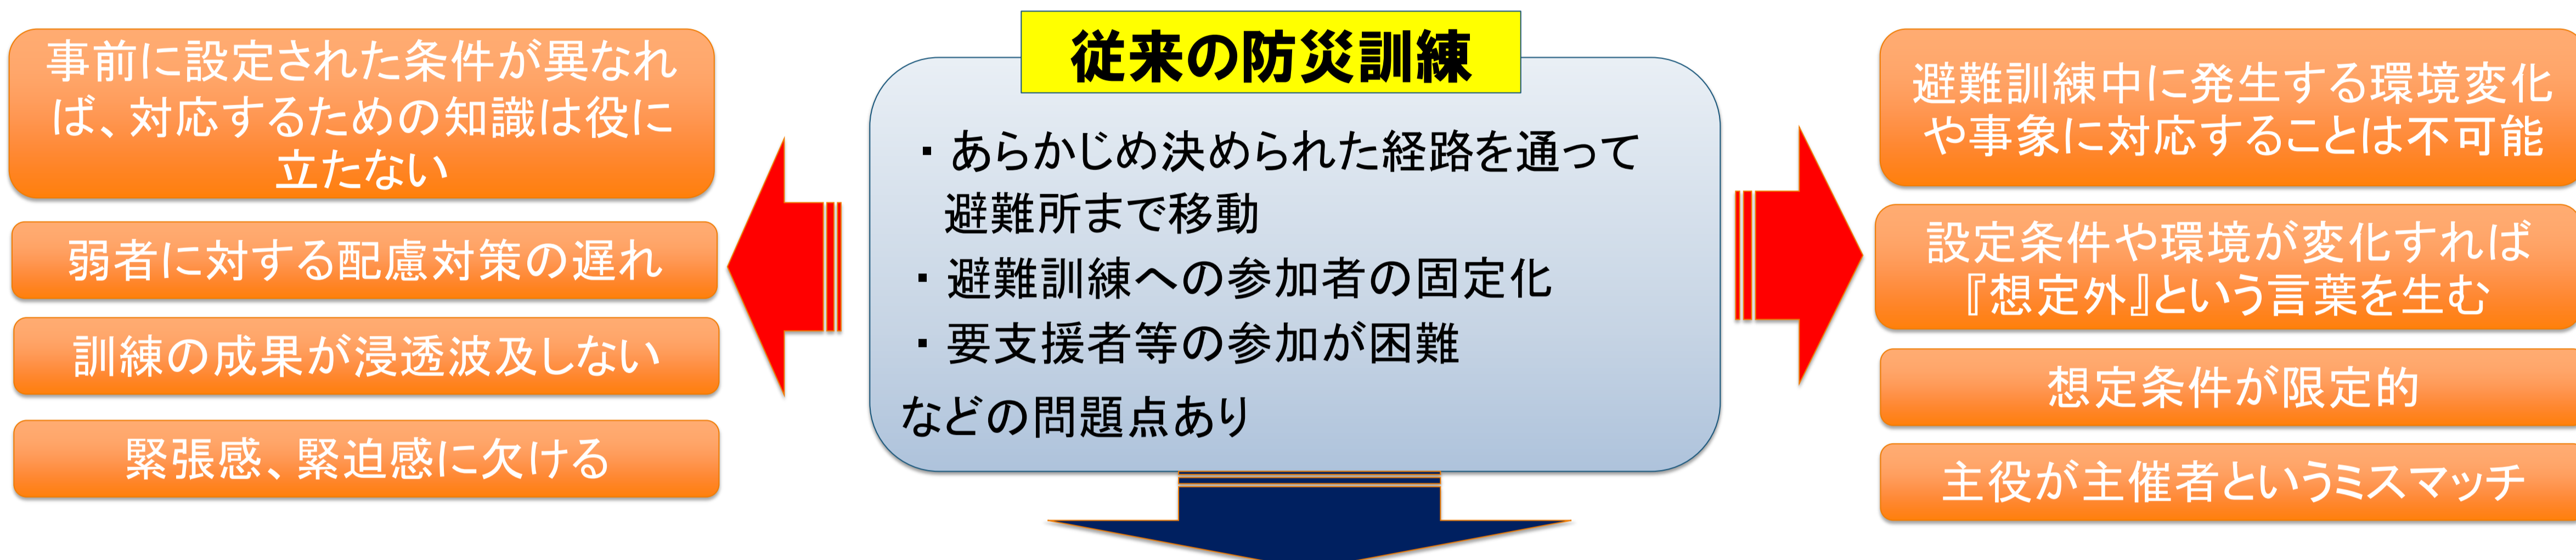 事前に設定された条件が異なれ
ば、対応するための知識は役に
立たない
弱者に対する配慮対策の遅れ
訓練の成果が浸透波及しない
緊張感、緊迫感に欠ける
従来の防災訓練
・あらかじめ決められた経路を通って
避難所まで移動
・避難訓練への参加者の固定化
・要支援者等の参加が困難
などの問題点あり
避難訓練中に発生する環境変化
や事象に対応することは不可能
設定条件や環境が変化すれば
『想定外』という言葉を生む
想定条件が限定的
主役が主催者というミスマッチ